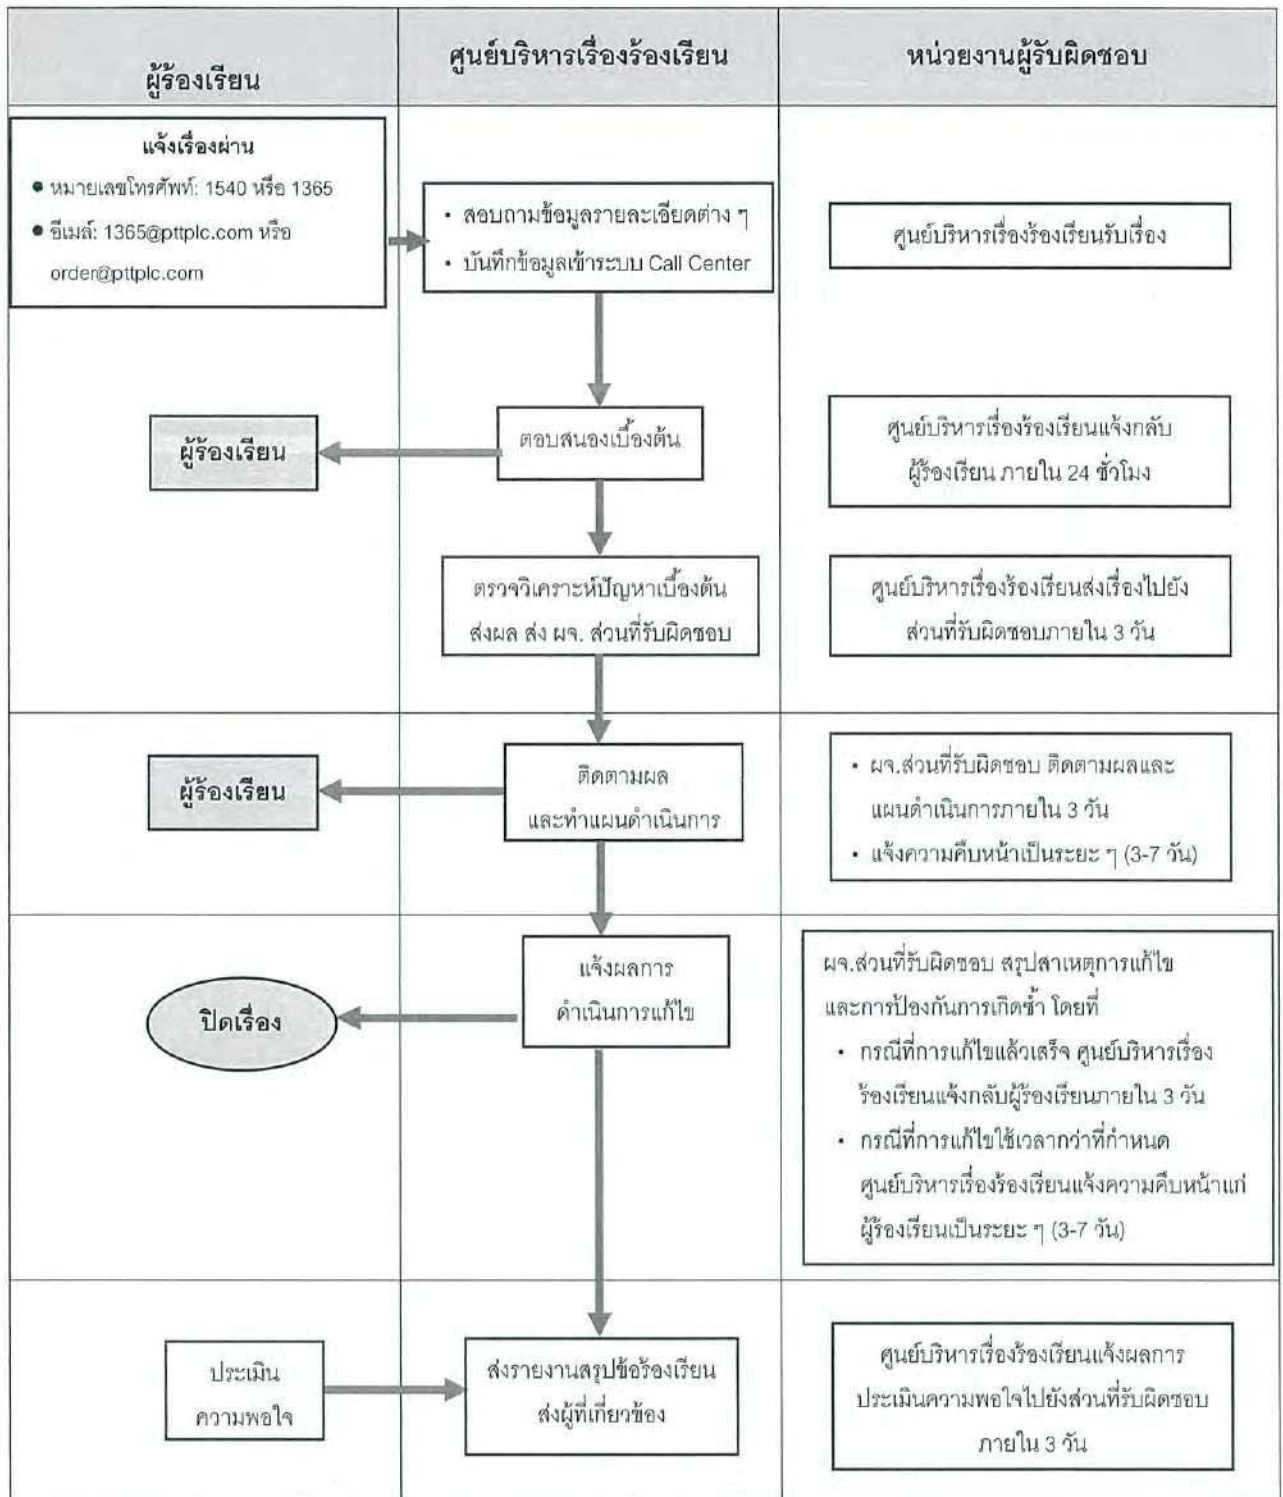 ผู้ร้องเรียน
ศูนย์บริหารเรื่องร้องเรียน
หน่วยงานผู้รับผิดชอบ
แจ้งเรื่องผ่าน
● หมายเลขโทรศัพท์: 1540 หรือ 1365
● อีเมล์: 1365@pttplc.com หรือ
order@pttplc.com
• สอบถามข้อมูลรายละเอียดต่าง ๆ
• บันทึกข้อมูลเข้าระบบ Call Center
ศูนย์บริหารเรื่องร้องเรียนรับเรื่อง
ผู้ร้องเรียน
ตอบสนองเบื้องต้น
ศูนย์บริหารเรื่องร้องเรียนแจ้งกลับ
ผู้ร้องเรียน ภายใน 24 ชั่วโมง
ตรวจวิเคราะห์ปัญหาเบื้องต้น
ส่งผล ส่ง ผจ. ส่วนที่รับผิดชอบ
ศูนย์บริหารเรื่องร้องเรียนส่งเรื่องไปยัง
ส่วนที่รับผิดชอบภายใน 3 วัน
ผู้ร้องเรียน
ติดตามผล
และทำแผนดำเนินการ
• ผจ.ส่วนที่รับผิดชอบ ติดตามผลและ
แผนดำเนินการภายใน 3 วัน
• แจ้งความคืบหน้าเป็นระยะ ๆ (3-7 วัน)
ปิดเรื่อง
แจ้งผลการ
ดำเนินการแก้ไข
ผจ.ส่วนที่รับผิดชอบ สรุปสาเหตุการแก้ไข
และการป้องกันการเกิดซ้ำ โดยที่
• กรณีที่การแก้ไขแล้วเสร็จ ศูนย์บริหารเรื่อง
ร้องเรียนแจ้งกลับผู้ร้องเรียนภายใน 3 วัน
• กรณีที่การแก้ไขใช้เวลากว่าที่กำหนด
ศูนย์บริหารเรื่องร้องเรียนแจ้งความคืบหน้าแก่
ผู้ร้องเรียนเป็นระยะ ๆ (3-7 วัน)
ประเมิน
ความพอใจ
ส่งรายงานสรุปข้อร้องเรียน
ส่งผู้ที่เกี่ยวข้อง
ศูนย์บริหารเรื่องร้องเรียนแจ้งผลการ
ประเมินความพอใจไปยังส่วนที่รับผิดชอบ
ภายใน 3 วัน